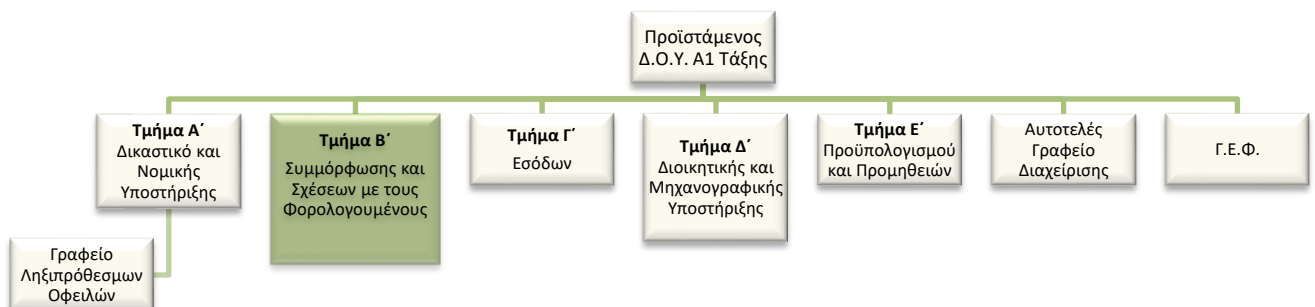 Προϊστάμενος
Δ.Ο.Υ. Α1 Τάξης
Τμήμα Α΄
Δικαστικό και
Νομικής
Υποστήριξης
Τμήμα Β΄
Συμμόρφωσης και
Σχέσεων με τους
Φορολογουμένους
Τμήμα Γ΄
Εσόδων
Τμήμα Δ΄
Διοικητικής και
Μηχανογραφικής
Υποστήριξης
Τμήμα Ε΄
Προϋπολογισμού
και Προμηθειών
Αυτοτελές
Γραφείο
Διαχείρισης
Γ.Ε.Φ.
Γραφείο
Ληξιπρόθεσμων
Οφειλών